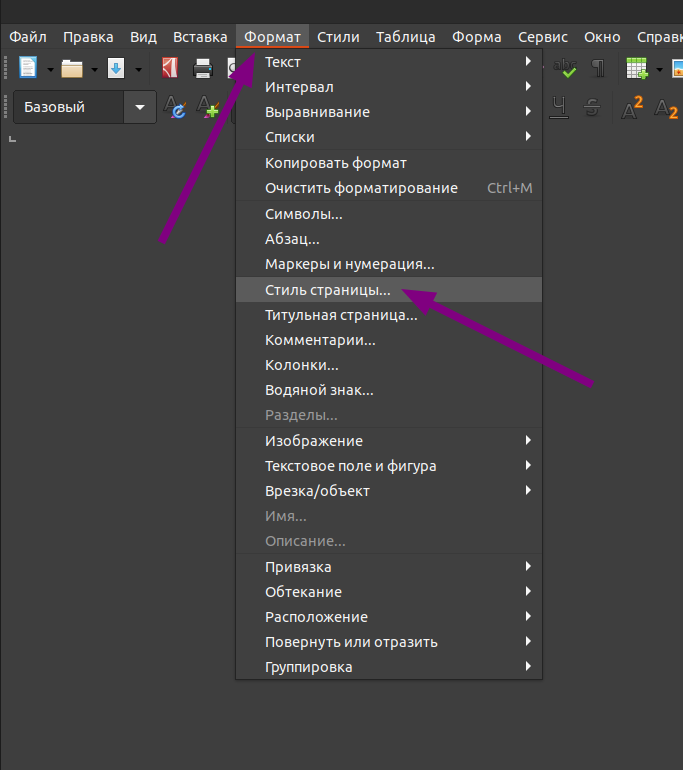 Файл Правка Вид Вставка Формат Стили Таблица Форма Сервис Окно
Базовый
Текст
Интервал
Выравнивание
Списки
Копировать формат
Очистить форматирование Ctrl+M
Символы...
Абзац...
Маркеры и нумерация...
Стиль страницы...
Титульная страница...
Комментарии...
Колонки...
Водяной знак...
Разделы...
Изображение
Текстовое поле и фигура
Врезка/объект
Имя...
Описание...
Привязка
Обтекание
Расположение
Повернуть или отразить
Группировка